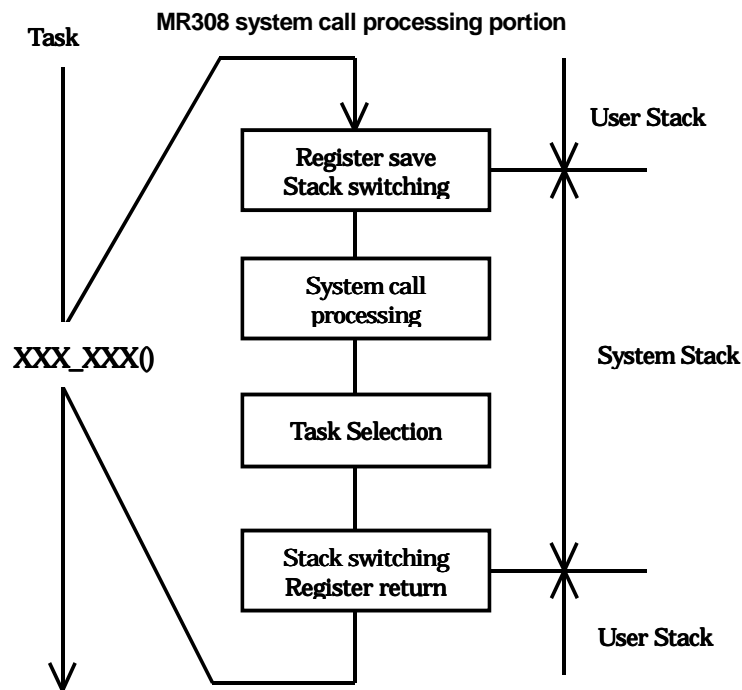 MR308 system call processing portion
Task
User Stack
Register save
Stack switching
System call
processing
XXX_XXX()
System Stack
Task Selection
Stack switching
Register return
User Stack